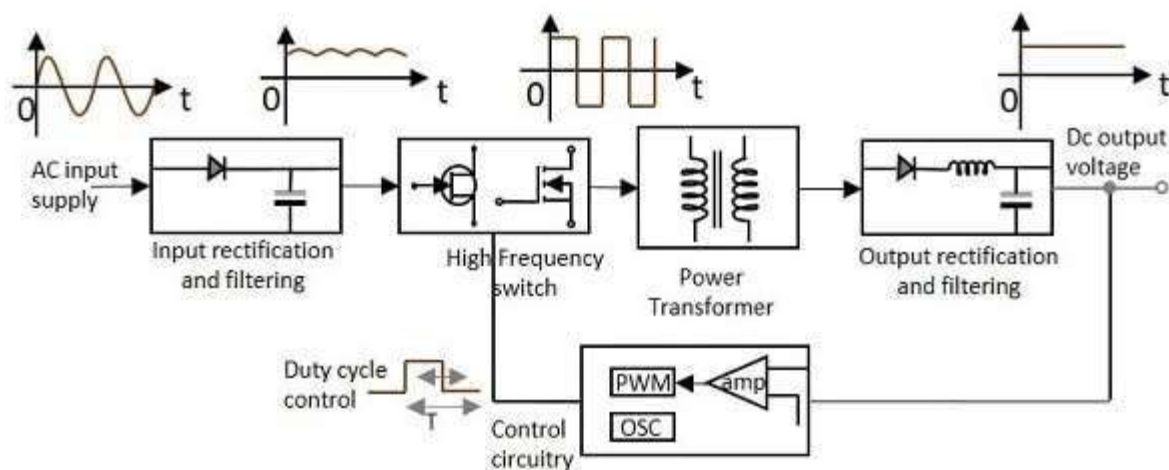 0
t
0
t
0
t
0
t
AC input
supply
Input rectification
and filtering
High Frequency
switch
Power
Transformer
Dc output
voltage
Output rectification
and filtering
Duty cycle
control
T
Control
circuitry
PWM
amp
OSC